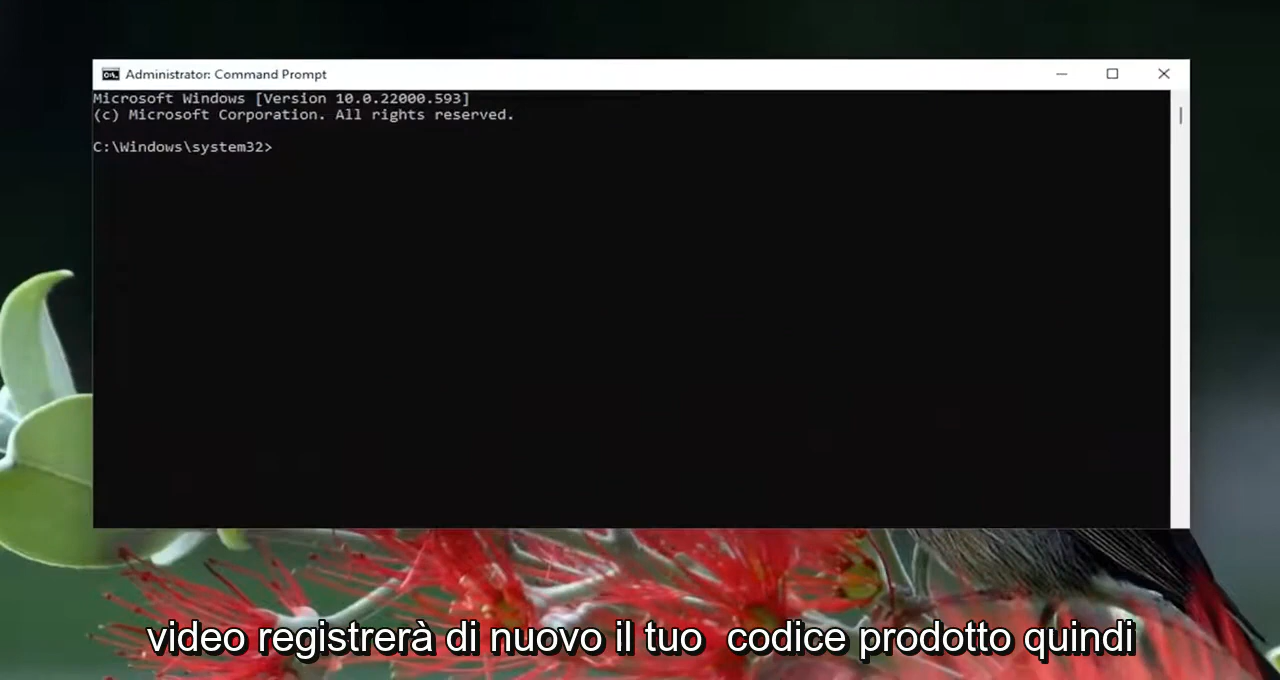 Administrator: Command Prompt
Microsoft Windows [Version 10.0.22000.593]
(c) Microsoft Corporation. All rights reserved.
C:\Windows\system32>
video registrerà di nuovo il tuo  codice prodotto quindi